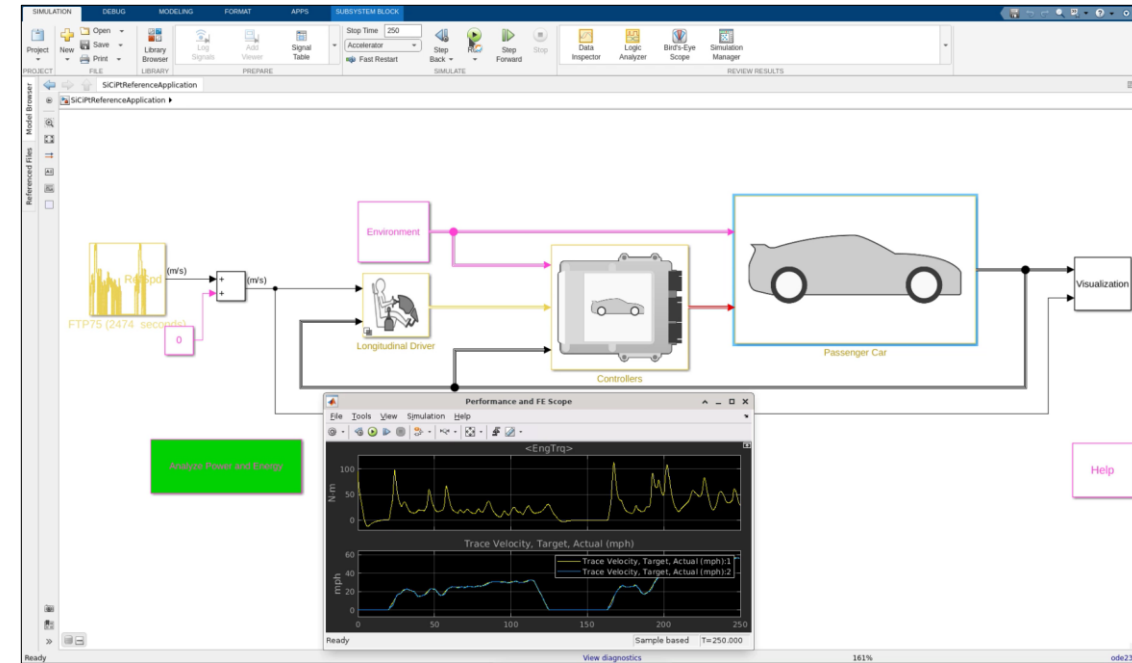 SIMULATION DEBUG MODELING FORMAT APPS SUBSYSTEM BLOCK
Project
New
Open
Save
Print
Library
Browser
Log
Signals
Add
Viewer
Signal
Table
Stop Time 250
Accelerator
Fast Restart
Step
Back
Run
Step
Forward
Stop
Data
Inspector
Logic
Analyzer
Bird's-Eye
Scope
Simulation
Manager
PROJECT FILE LIBRARY PREPARE SIMULATE REVIEW RESULTS
Model Browser
Referenced Files
SiCiPtReferenceApplication
SiCiPtReferenceApplication
Environment
RefSpd
(m/s)
FTP75 (2474 seconds)
0
+
+
(m/s)
Longitudinal Driver
Controllers
Passenger Car
Visualization
Analyze Power and Energy
Help
Performance and FE Scope
File Tools View Simulation Help
<EngTrq>
N-m
100
50
0
Trace Velocity, Target, Actual (mph)
mph
60
40
20
0
Trace Velocity, Target, Actual (mph):1
Trace Velocity, Target, Actual (mph):2
0 50 100 150 200 250
Ready Sample based T=250.000
Ready View diagnostics 161% ode23